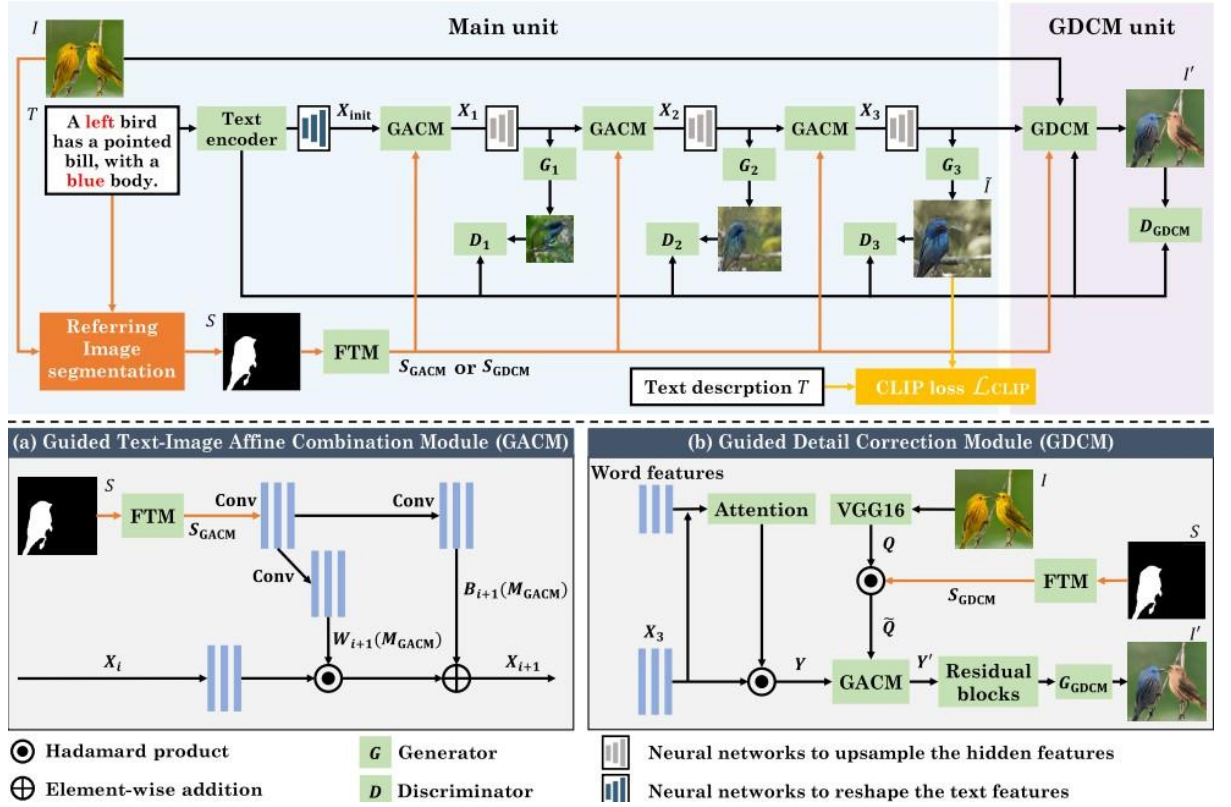 Main unit
GDCM unit
I
T
A left bird
has a pointed
bill, with a
blue body.
Text
encoder
X_init
GACM
X_1
GACM
X_2
GACM
X_3
GDCM
I′
G_1
G_2
G_3
Ĩ
D_1
D_2
D_3
D_GDCM
Referring
Image
segmentation
S
FTM
S_GACM or S_GDCM
Text descrption T
CLIP loss ℒ_CLIP
(a) Guided Text-Image Affine Combination Module (GACM)
S
FTM
S_GACM
Conv
Conv
Conv
B_{i+1}(M_GACM)
W_{i+1}(M_GACM)
X_i
X_{i+1}
(b) Guided Detail Correction Module (GDCM)
Word features
Attention
VGG16
I
Q
S
FTM
S_GDCM
Q̃
X_3
Y
GACM
Y′
Residual
blocks
G_GDCM
I′
Hadamard product
G Generator
Neural networks to upsample the hidden features
Element-wise addition
D Discriminator
Neural networks to reshape the text features